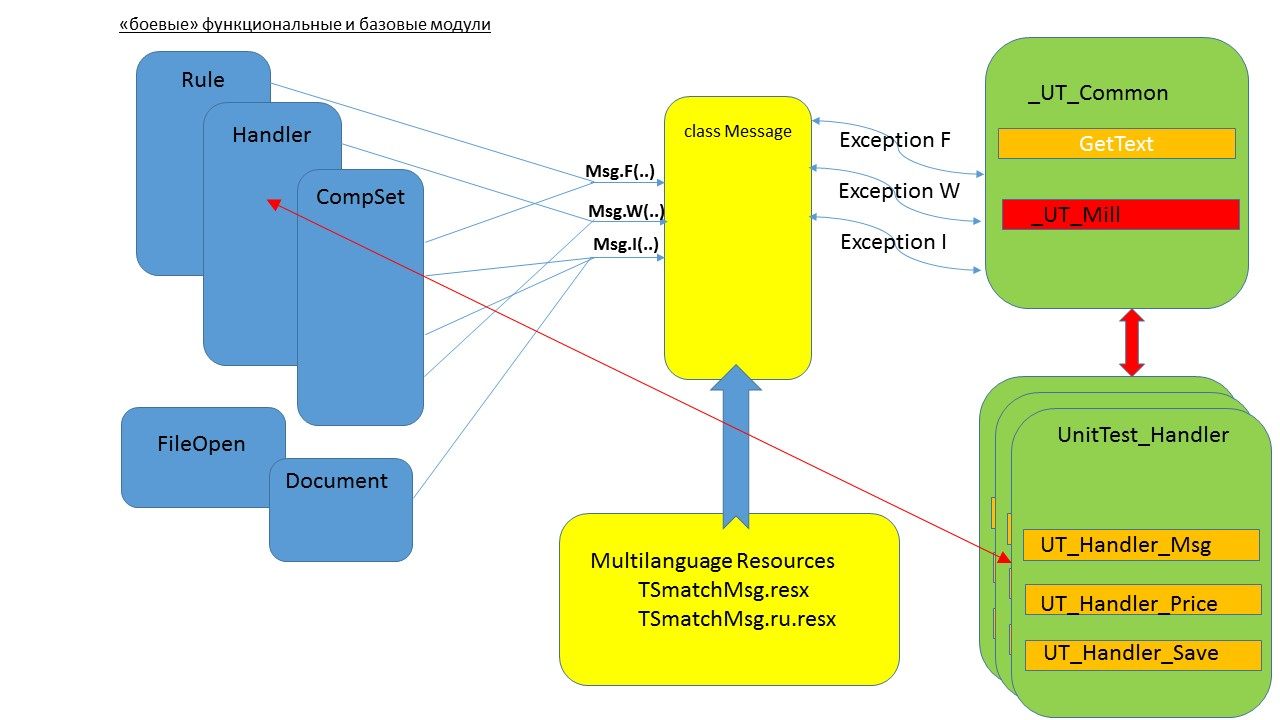 «боевые» функциональные и базовые модули
Rule
Handler
CompSet
FileOpen
Document
Msg.F(..)
Msg.W(..)
Msg.I(..)
class Message
Exception F
Exception W
Exception I
_UT_Common
GetText
_UT_Mill
UnitTest_Handler
UT_Handler_Msg
UT_Handler_Price
UT_Handler_Save
Multilanguage Resources
TSmatchMsg.resx
TSmatchMsg.ru.resx